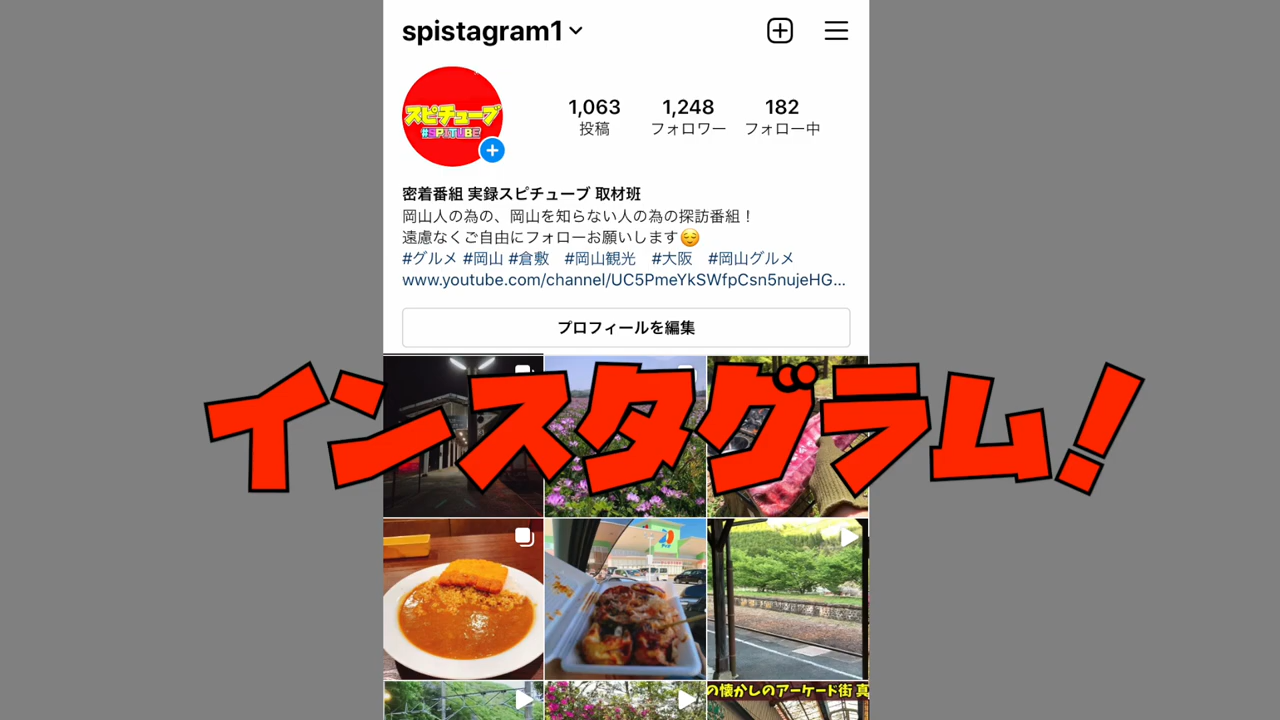 spistagram1
スピチューブ
#SPITUBE
1,063
投稿
1,248
フォロワー
182
フォロー中
密着番組 実録スピチューブ 取材班
岡山人の為の、岡山を知らない人の為の探訪番組！
遠慮なくご自由にフォローお願いします😌
#グルメ #岡山 #倉敷　#岡山観光　#大阪　#岡山グルメ
www.youtube.com/channel/UC5PmeYkSWfpCsn5nujeHG...
プロフィールを編集
インスタグラム！
の懐かしのアーケード街 真